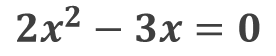 2x² − 3x = 0